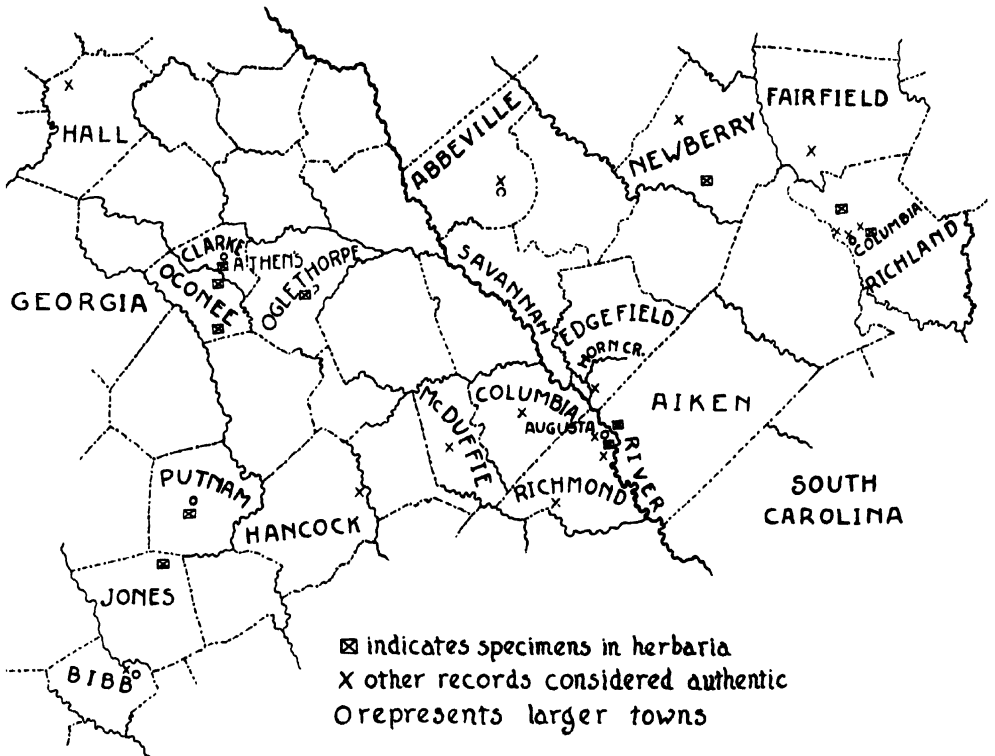 HALL
ABBEVILLE
NEWBERRY
FAIRFIELD
CLARKE
ATHENS
OCONEE
OGLETHORPE
GEORGIA
SAVANNAH
RIVER
EDGEFIELD
HORN CR.
COLUMBIA
RICHLAND
AIKEN
McDUFFIE
COLUMBIA
AUGUSTA
RICHMOND
PUTNAM
HANCOCK
SOUTH
CAROLINA
JONES
BIBB
indicates specimens in herbaria
X other records considered authentic
O represents larger towns